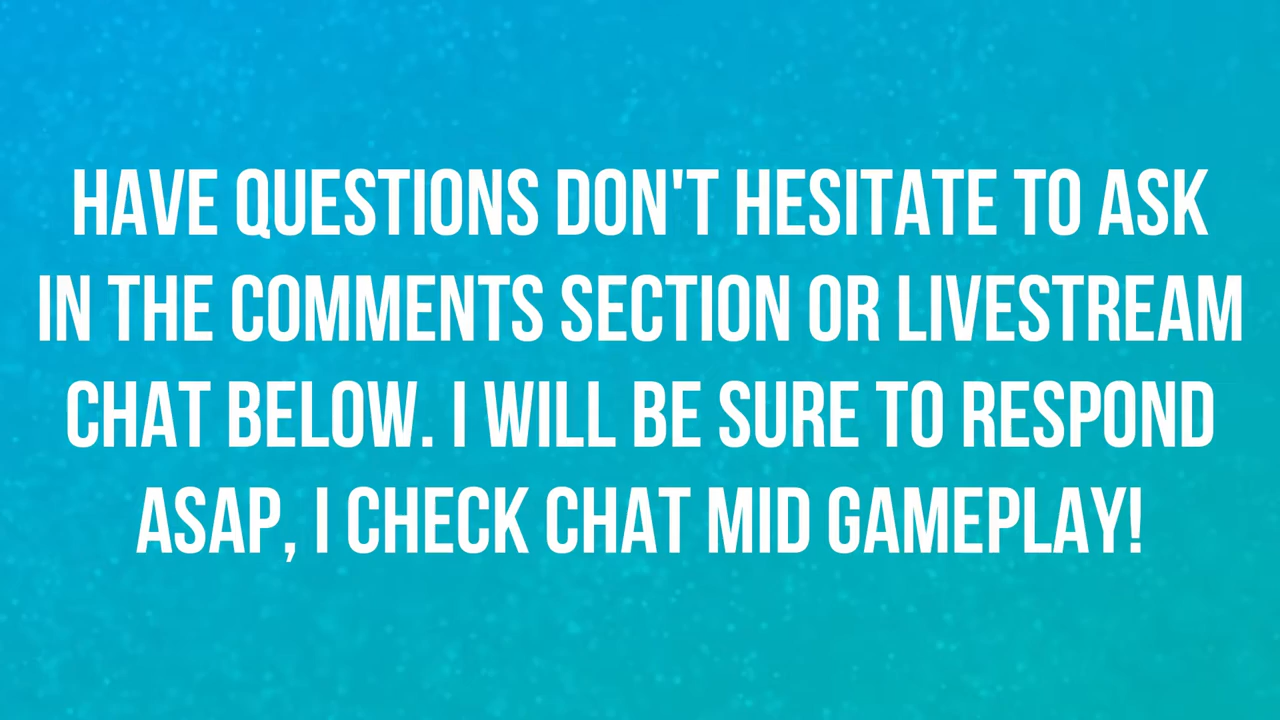 HAVE QUESTIONS DON'T HESITATE TO ASK
IN THE COMMENTS SECTION OR LIVESTREAM
CHAT BELOW. I WILL BE SURE TO RESPOND
ASAP, I CHECK CHAT MID GAMEPLAY!